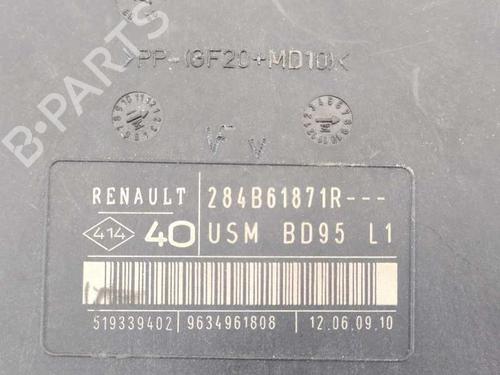 B-PARTS
>PP-(GF20+MD10)<
V F V
RENAULT 284B61871R---
414 40 USM BD95 L1
519339402 9634961808 12.06.09.10